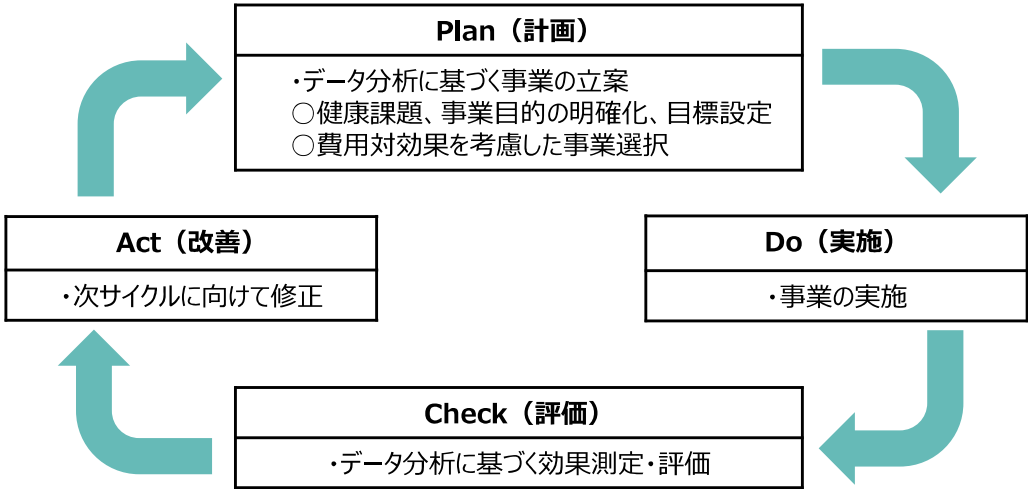 Plan（計画）
・データ分析に基づく事業の立案
○健康課題、事業目的の明確化、目標設定
○費用対効果を考慮した事業選択
Act（改善）
・次サイクルに向けて修正
Do（実施）
・事業の実施
Check（評価）
・データ分析に基づく効果測定・評価